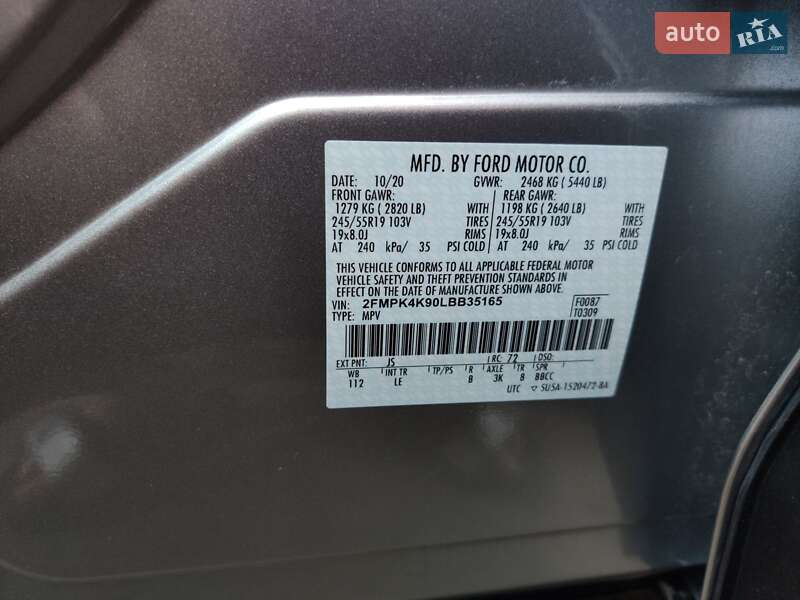 auto RIA .com
MFD. BY FORD MOTOR CO.
DATE: 10/20 GVWR: 2468 KG ( 5440 LB)
FRONT GAWR: REAR GAWR:
1279 KG ( 2820 LB) WITH 1198 KG ( 2640 LB) WITH
245/55R19 103V TIRES 245/55R19 103V TIRES
19x8.0J RIMS 19x8.0J RIMS
AT 240 kPa/ 35 PSI COLD AT 240 kPa/ 35 PSI COLD
THIS VEHICLE CONFORMS TO ALL APPLICABLE FEDERAL MOTOR
VEHICLE SAFETY AND THEFT PREVENTION STANDARDS IN
EFFECT ON THE DATE OF MANUFACTURE SHOWN ABOVE.
VIN: 2FMPK4K90LBB35165 F0087
TYPE: MPV T0309
EXT PNT: JS RC: 72 DSO:
WB INT TR TP/PS R AXLE TR SPR
112 LE B 3K 8 BBCC
UTC ▽ SU5A-1520472-BA